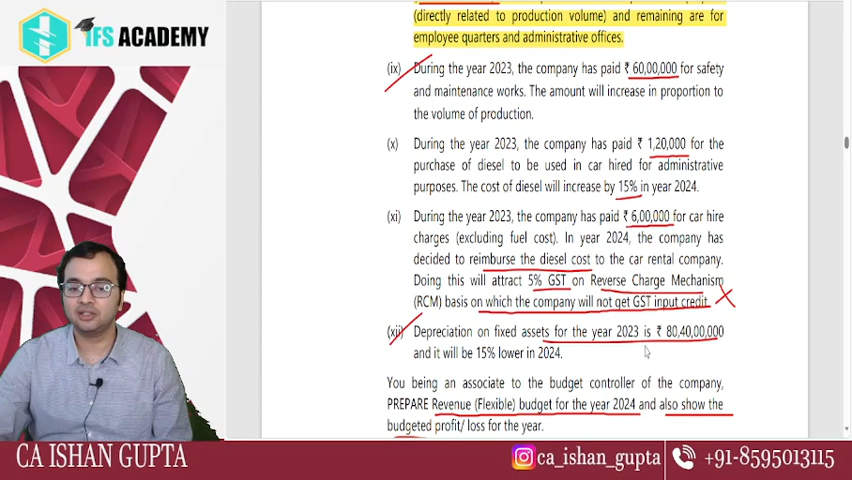 IFS ACADEMY
(directly related to production volume) and remaining are for
employee quarters and administrative offices.
(ix) During the year 2023, the company has paid ₹ 60,00,000 for safety
and maintenance works. The amount will increase in proportion to
the volume of production.
(x) During the year 2023, the company has paid ₹ 1,20,000 for the
purchase of diesel to be used in car hired for administrative
purposes. The cost of diesel will increase by 15% in year 2024.
(xi) During the year 2023, the company has paid ₹ 6,00,000 for car hire
charges (excluding fuel cost). In year 2024, the company has
decided to reimburse the diesel cost to the car rental company.
Doing this will attract 5% GST on Reverse Charge Mechanism
(RCM) basis on which the company will not get GST input credit.
(xii) Depreciation on fixed assets for the year 2023 is ₹ 80,40,00,000
and it will be 15% lower in 2024.
You being an associate to the budget controller of the company,
PREPARE Revenue (Flexible) budget for the year 2024 and also show the
budgeted profit/ loss for the year.
CA ISHAN GUPTA
ca_ishan_gupta
+91-8595013115